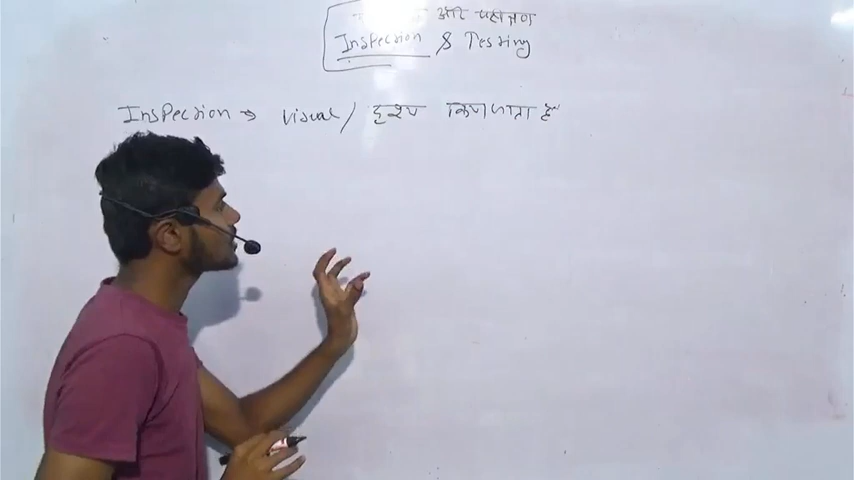 और परीक्षण
Inspection & Testing
Inspection → visual / दृश्य किया जाता है